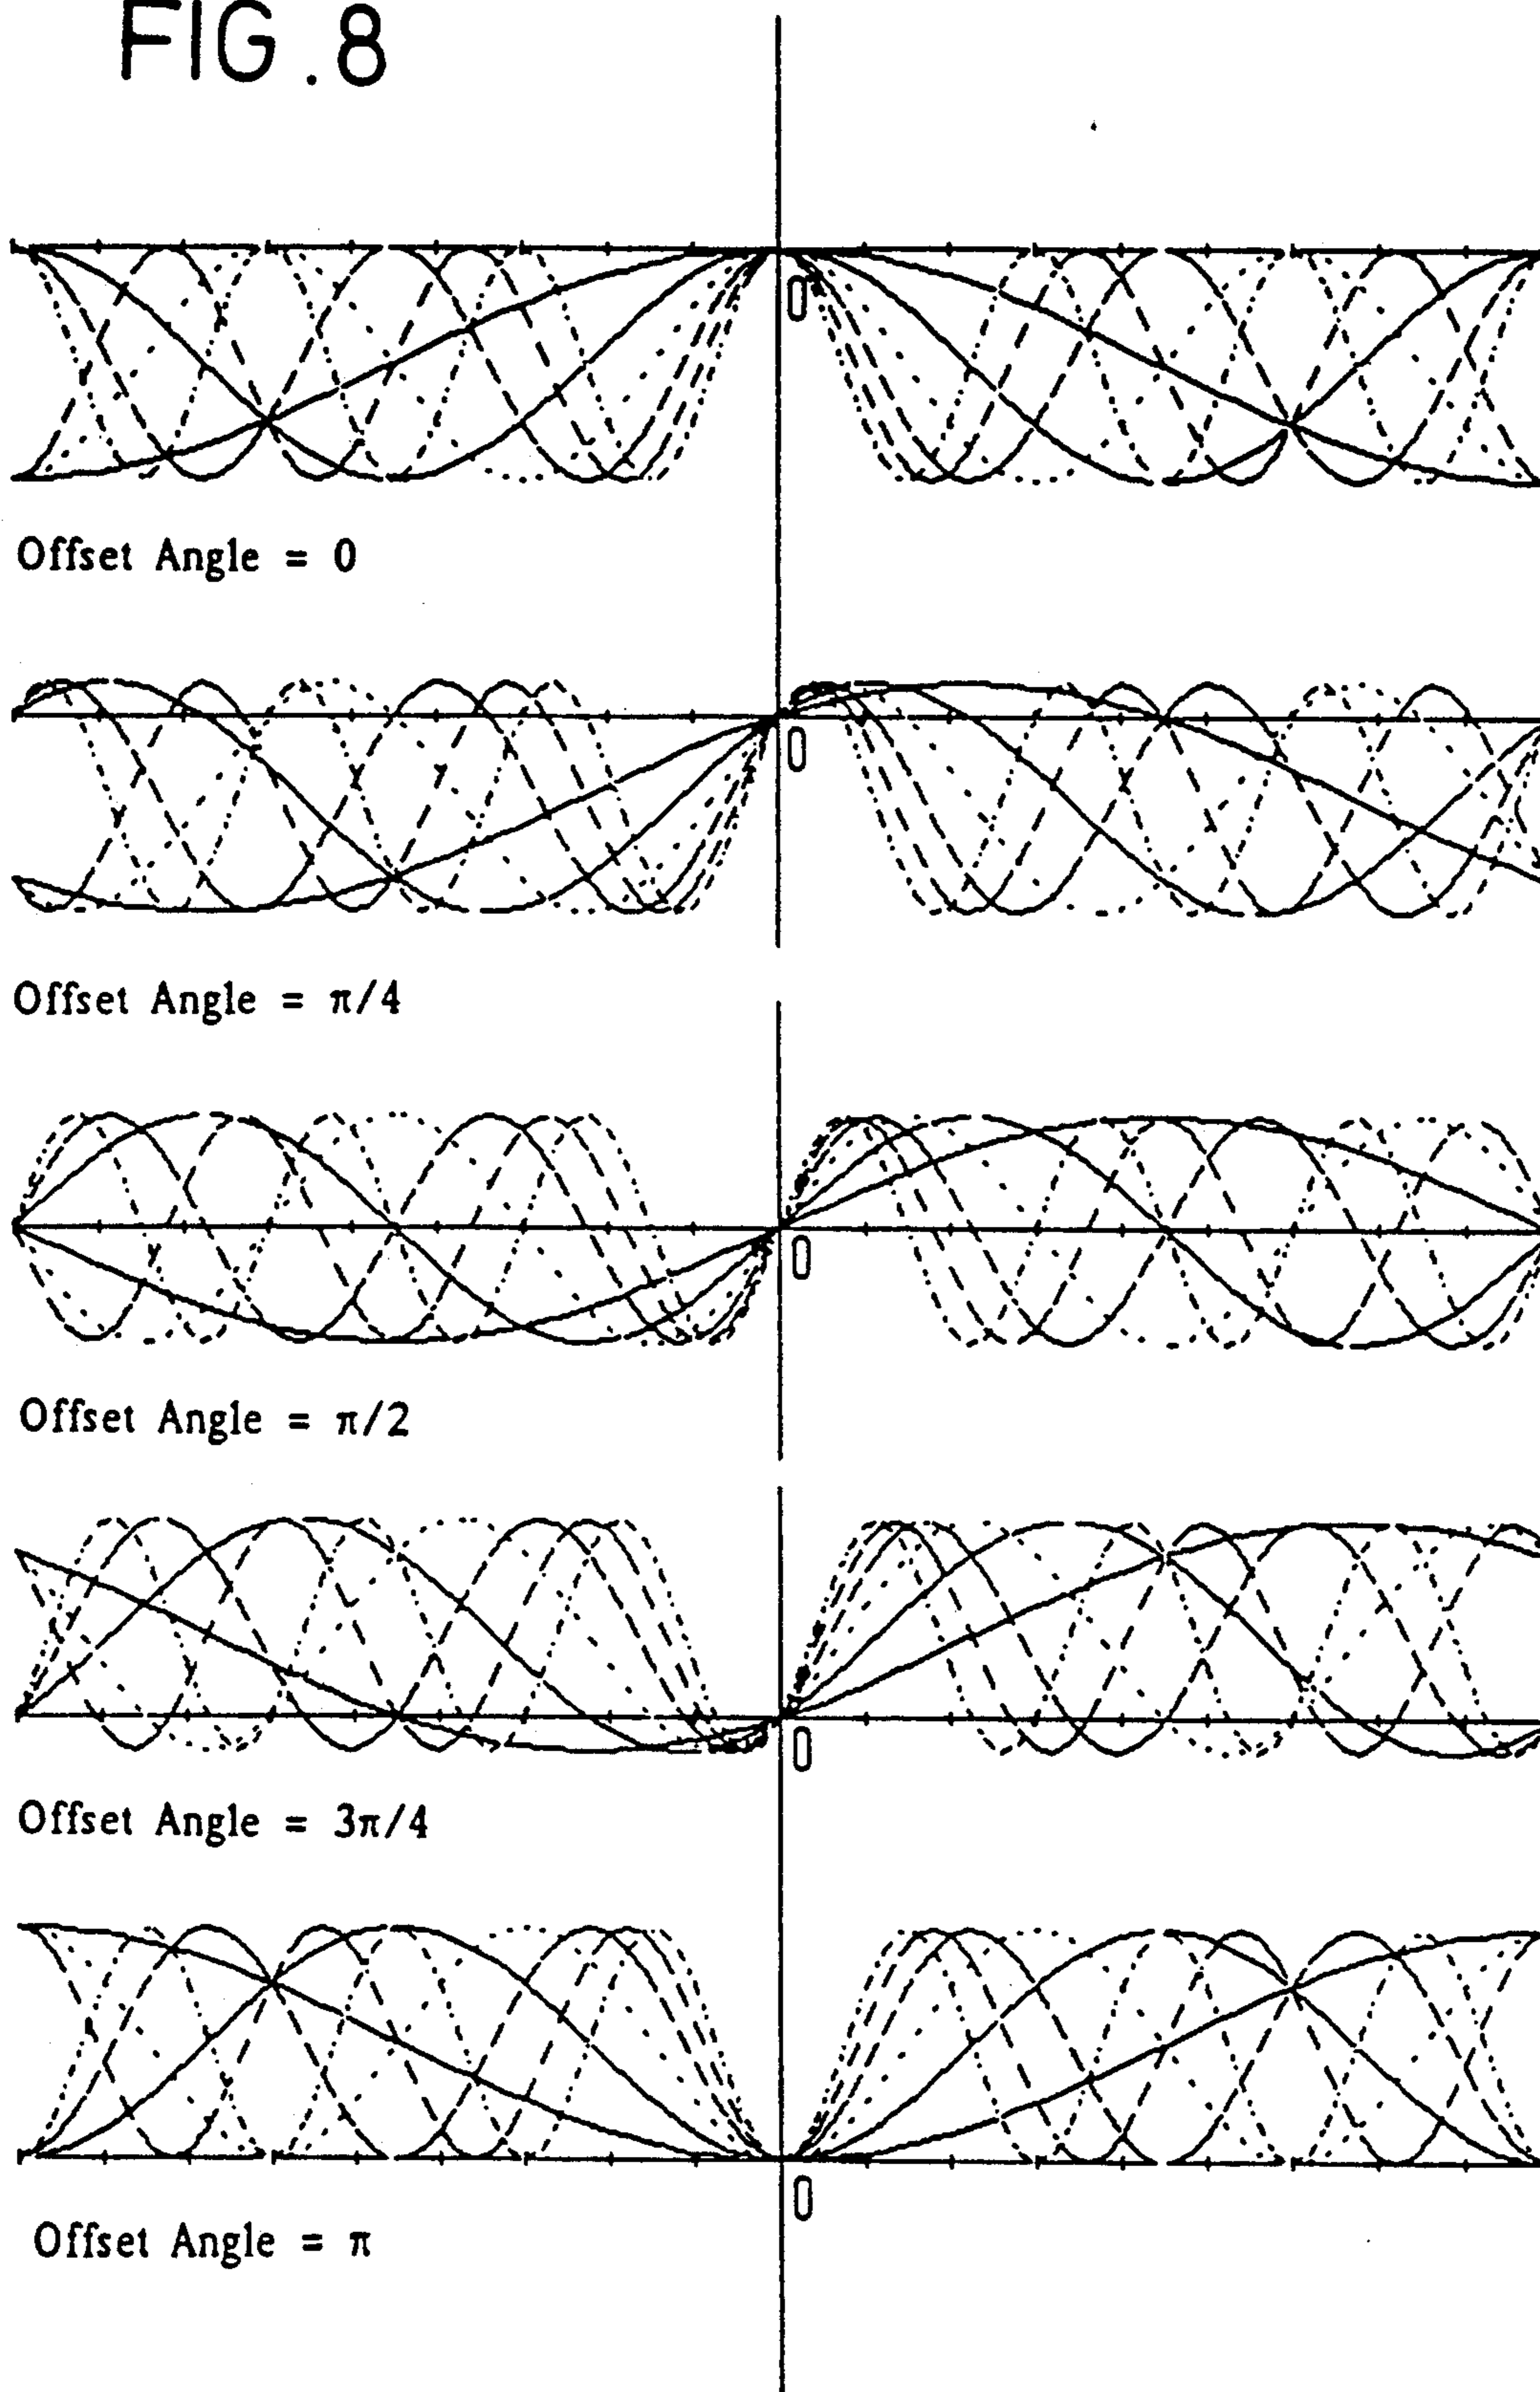 FIG.8
0
Offset Angle = 0
0
Offset Angle = π/4
0
Offset Angle = π/2
0
Offset Angle = 3π/4
0
Offset Angle = π